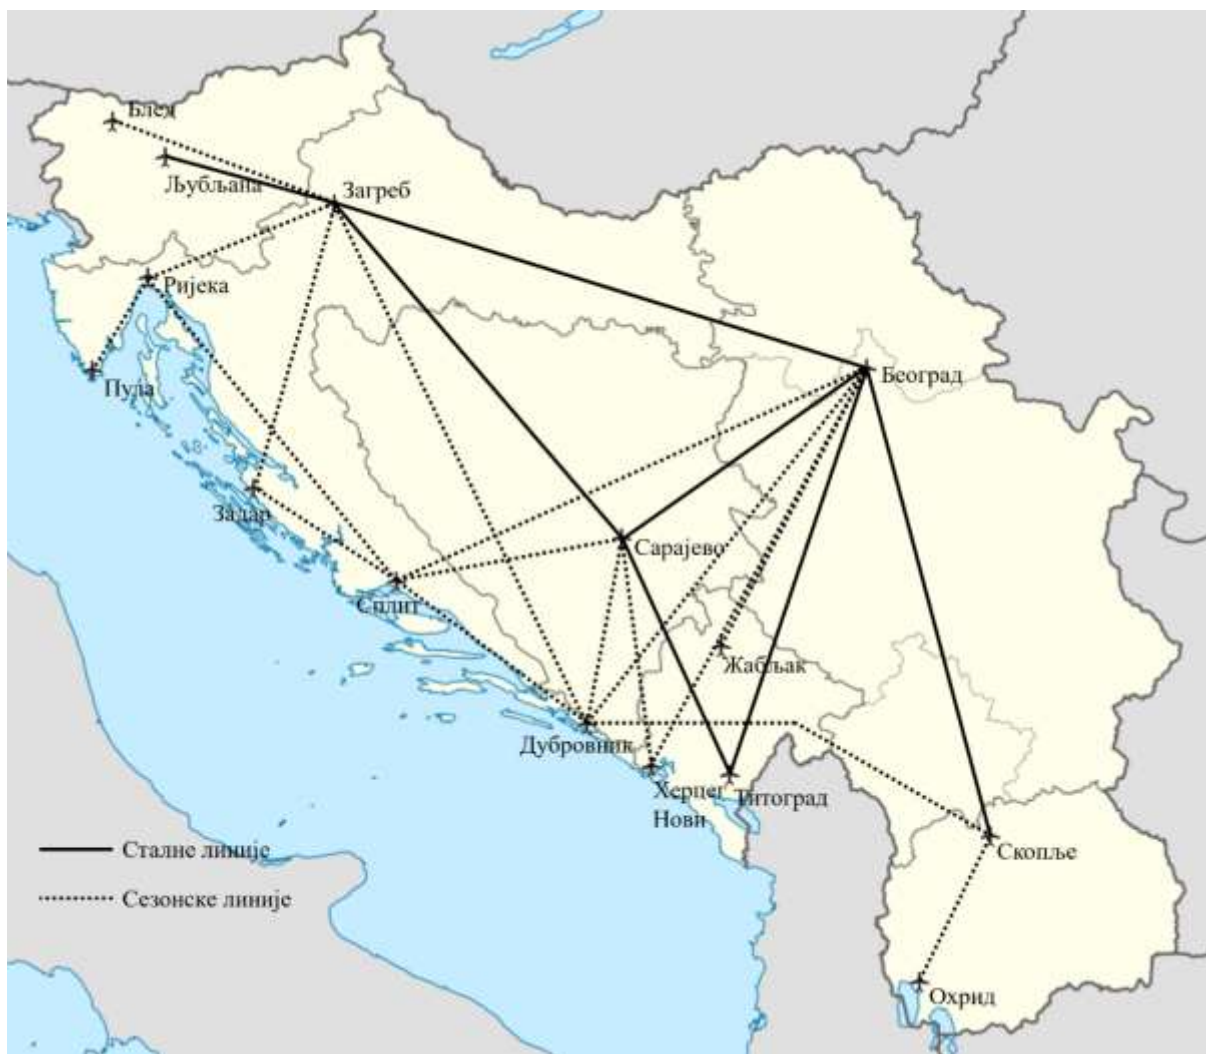 Блед
Љубљана
Загреб
Ријека
Пула
Београд
Задар
Сарајево
Сплит
Жабљак
Дубровник
Херцег
Нови
Титоград
Сталне линије
Скопље
Сезонске линије
Охрид